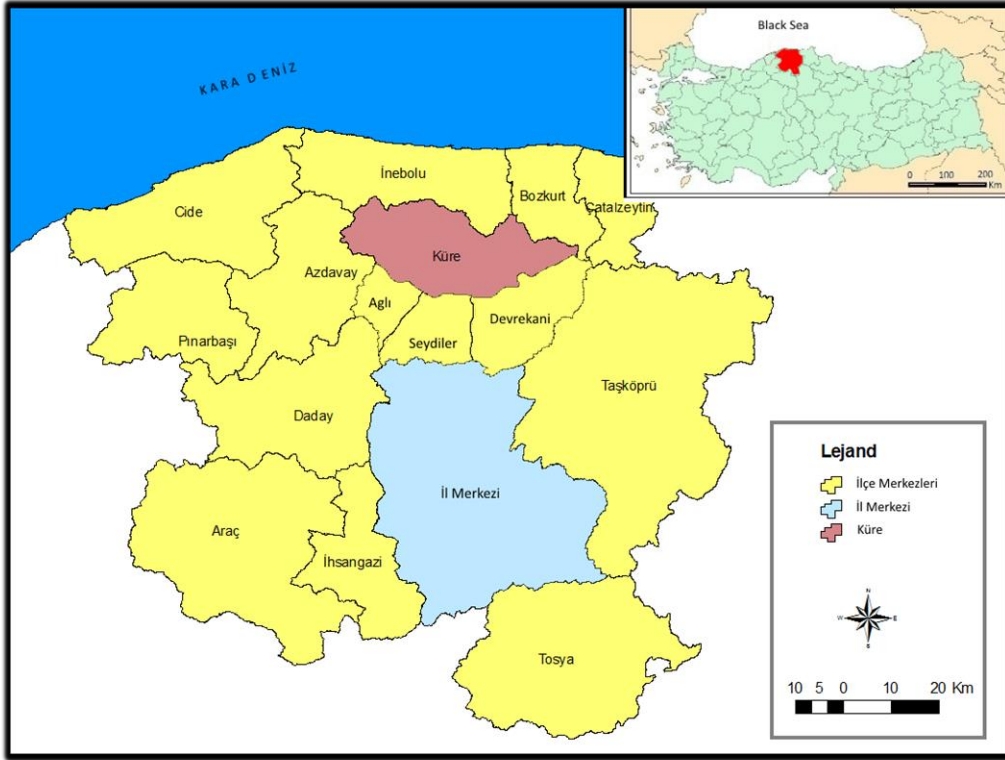 Black Sea
0 100 200
Km
KARA DENİZ
İnebolu
Bozkurt
Çatalzeytin
Cide
Küre
Azdavay
Ağlı
Devrekani
Pınarbaşı
Seydiler
Taşköprü
Daday
İl Merkezi
Araç
İhsangazi
Tosya
Lejand
İlçe Merkezleri
İl Merkezi
Küre
N
W E
S
10 5 0 10 20 Km